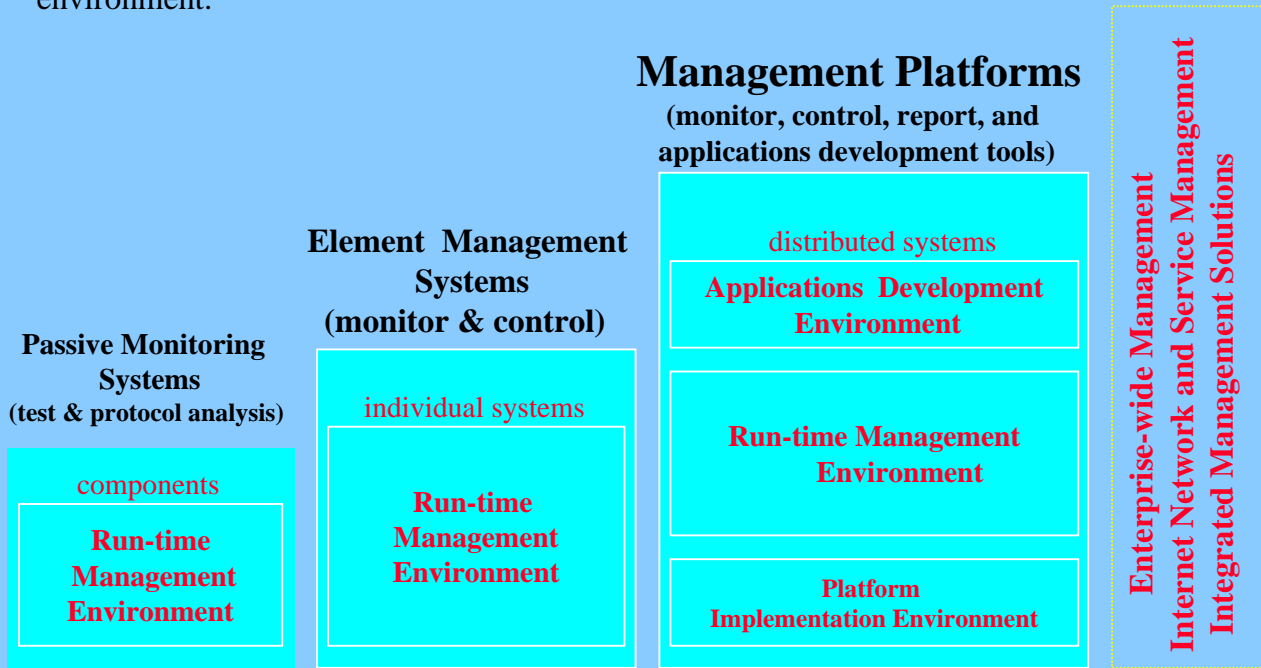 environment.
Management Platforms
(monitor, control, report, and
applications development tools)
distributed systems
Applications Development
Environment
Run-time Management
Environment
Platform
Implementation Environment
Element Management
Systems
(monitor & control)
individual systems
Run-time
Management
Environment
Passive Monitoring
Systems
(test & protocol analysis)
components
Run-time
Management
Environment
Enterprise-wide Management
Internet Network and Service Management
Integrated Management Solutions